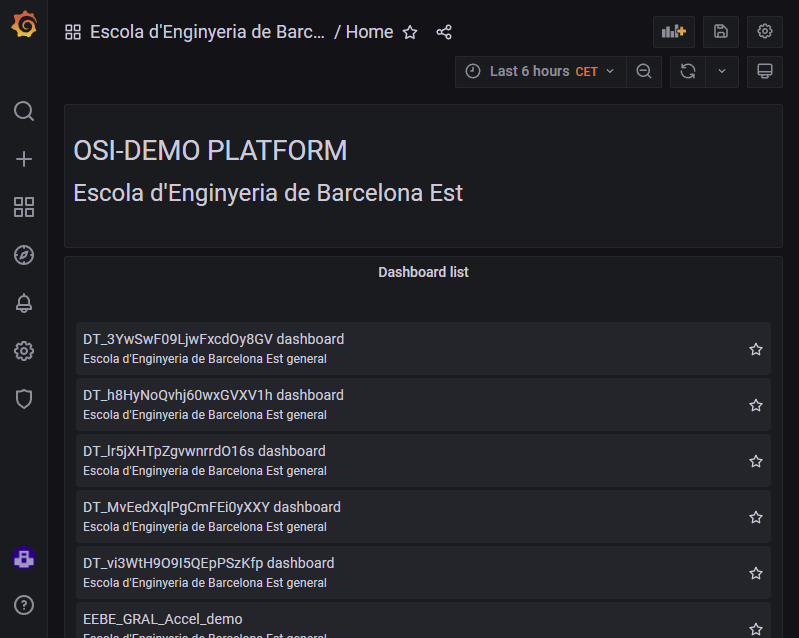 Escola d'Enginyeria de Barc... / Home
Last 6 hours CET
OSI-DEMO PLATFORM
Escola d'Enginyeria de Barcelona Est
Dashboard list
DT_3YwSwF09LjwFxcdOy8GV dashboard
Escola d'Enginyeria de Barcelona Est general
DT_h8HyNoQvhj60wxGVXV1h dashboard
Escola d'Enginyeria de Barcelona Est general
DT_lr5jXHTpZgvwnrrdO16s dashboard
Escola d'Enginyeria de Barcelona Est general
DT_MvEedXqlPgCmFEi0yXXY dashboard
Escola d'Enginyeria de Barcelona Est general
DT_vi3WtH9O9I5QEpPSzKfp dashboard
Escola d'Enginyeria de Barcelona Est general
EEBE_GRAL_Accel_demo
Escola d'Enginyeria de Barcelona Est general